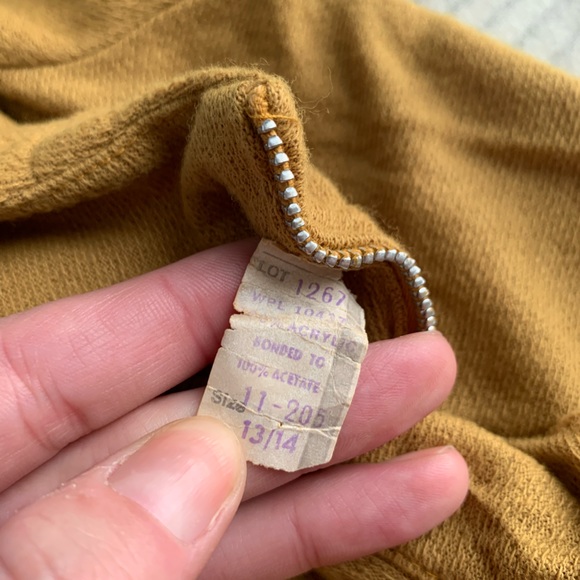 LOT 1267
WPL
ACRYLIC
BONDED TO
100% ACETATE
11-205
SIZE 13/14